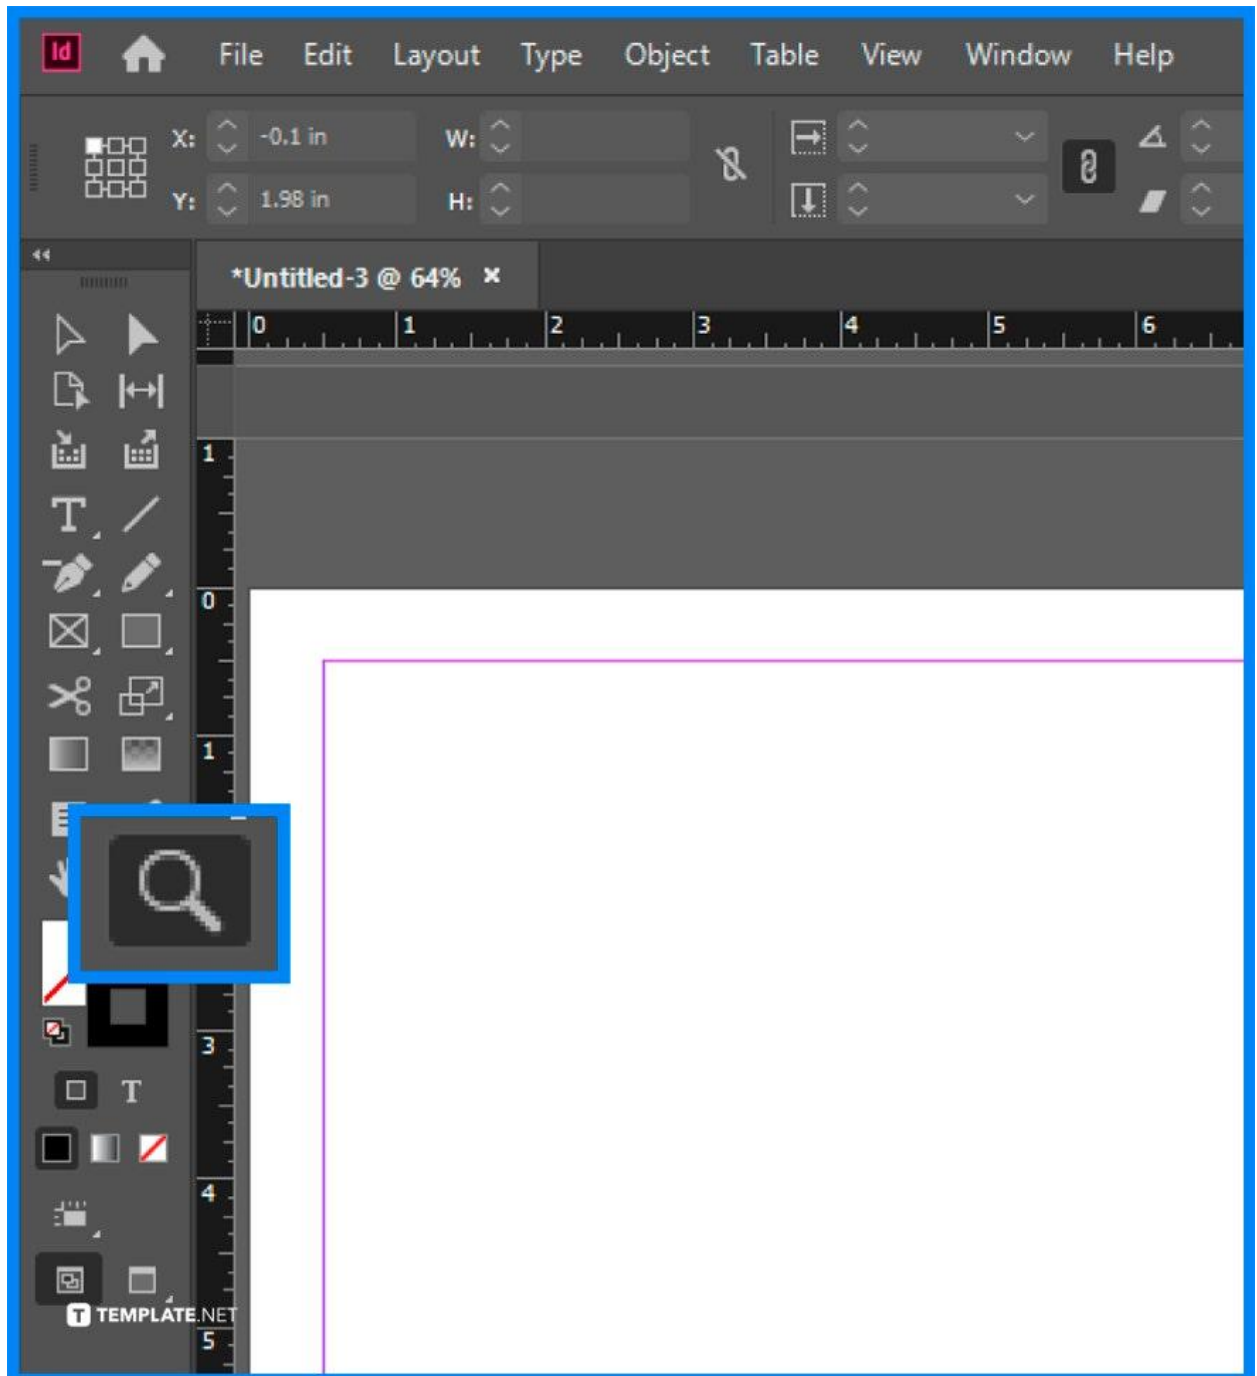 Id File Edit Layout Type Object Table View Window Help
X: -0.1 in W:
Y: 1.98 in H:
*Untitled-3 @ 64% ×
0 1 2 3 4 5 6
1
T
0
1
3
T
4
T TEMPLATE.NET
5